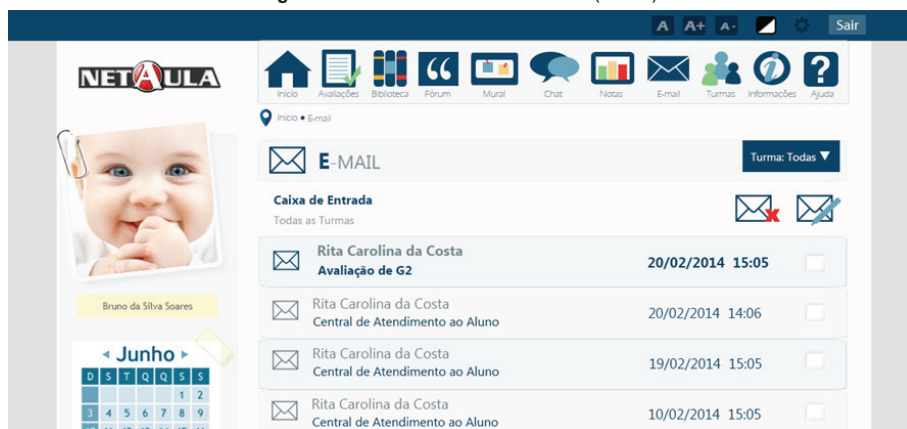 A A+ A- Sair
NETAULA
Início Avaliações Biblioteca Fórum Mural Chat Notas E-mail Turmas Informações Ajuda
Início • E-mail
E-MAIL
Turma: Todas ▼
Caixa de Entrada
Todas as Turmas
Rita Carolina da Costa
Avaliação de G2
20/02/2014 15:05
Rita Carolina da Costa
Central de Atendimento ao Aluno
20/02/2014 14:06
Rita Carolina da Costa
Central de Atendimento ao Aluno
19/02/2014 15:05
Rita Carolina da Costa
Central de Atendimento ao Aluno
10/02/2014 15:05
Bruno da Silva Soares
Junho
D S T Q Q S S
1 2
3 4 5 6 7 8 9